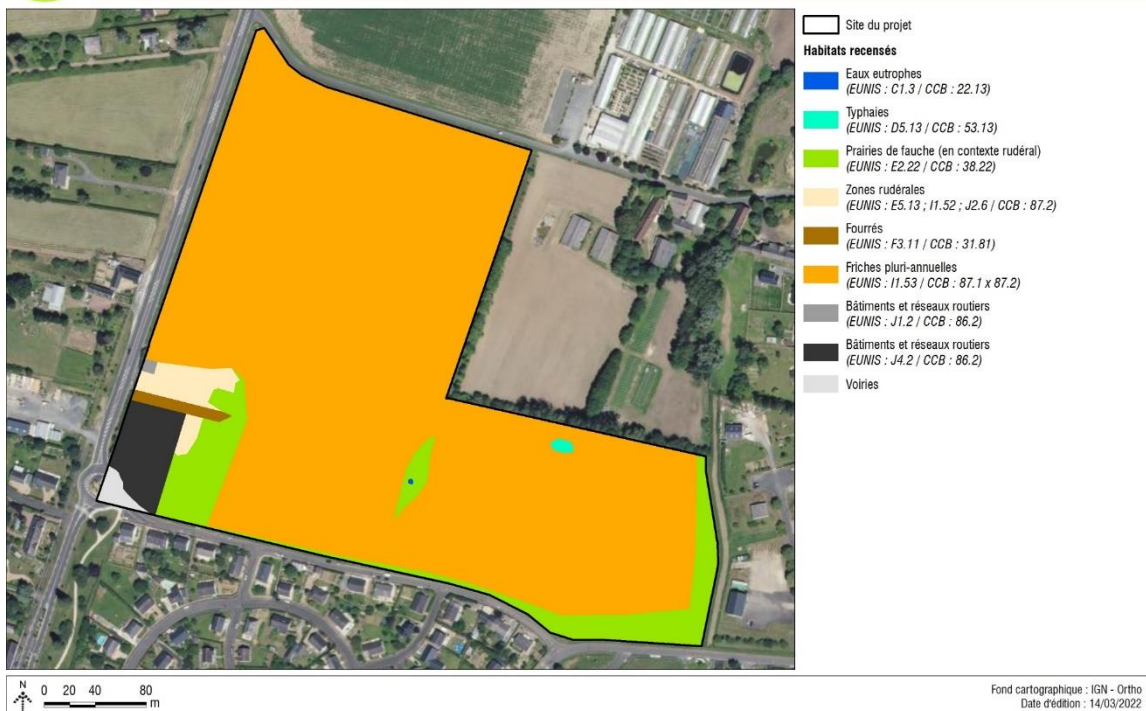 Site du projet
Habitats recensés
Eaux eutrophes
(EUNIS : C1.3 / CCB : 22.13)
Typhaies
(EUNIS : D5.13 / CCB : 53.13)
Prairies de fauche (en contexte rudéral)
(EUNIS : E2.22 / CCB : 38.22)
Zones rudérales
(EUNIS : E5.13 ; I1.52 ; J2.6 / CCB : 87.2)
Fourrés
(EUNIS : F3.11 / CCB : 31.81)
Friches pluri-annuelles
(EUNIS : I1.53 / CCB : 87.1 x 87.2)
Bâtiments et réseaux routiers
(EUNIS : J1.2 / CCB : 86.2)
Bâtiments et réseaux routiers
(EUNIS : J4.2 / CCB : 86.2)
Voiries
N
0 20 40 80
m
Fond cartographique : IGN - Ortho
Date d'édition : 14/03/2022